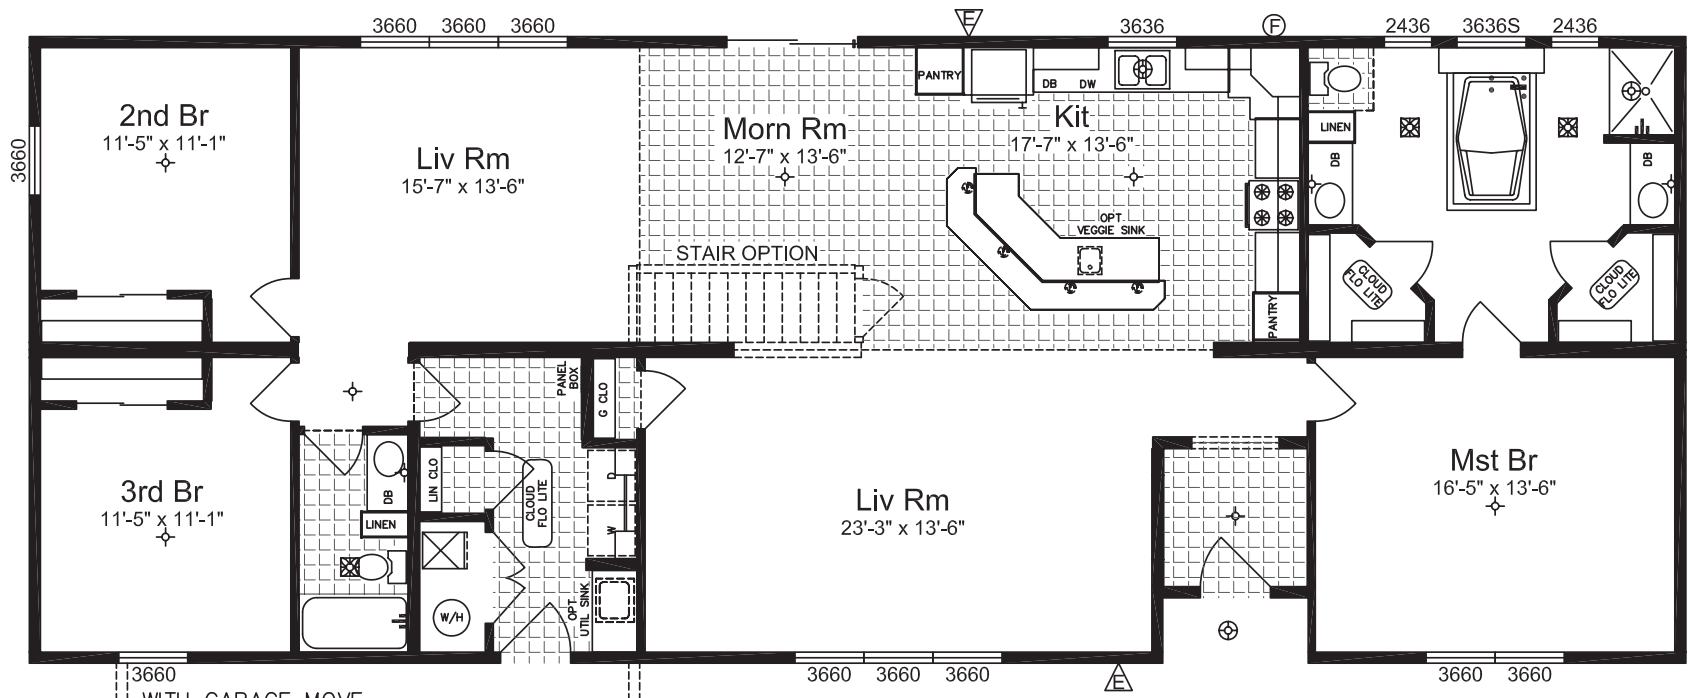 3660 3660 3660
E
3636
F
2436 3636S 2436
3660
2nd Br
11'-5" x 11'-1"
Liv Rm
15'-7" x 13'-6"
Morn Rm
12'-7" x 13'-6"
PANTRY
DB DW
Kit
17'-7" x 13'-6"
OPT
VEGGIE SINK
PANTRY
LINEN
DB
DB
CLOUD
FLO LITE
CLOUD
FLO LITE
STAIR OPTION
PANEL
BOX
G CLO
3rd Br
11'-5" x 11'-1"
DB
LINEN
LIN CLO
CLOUD
FLO LITE
D
W
W/H
OPT
UTIL SINK
Liv Rm
23'-3" x 13'-6"
Mst Br
16'-5" x 13'-6"
3660
3660 3660 3660
E
3660 3660
WITH GARAGE MOVE